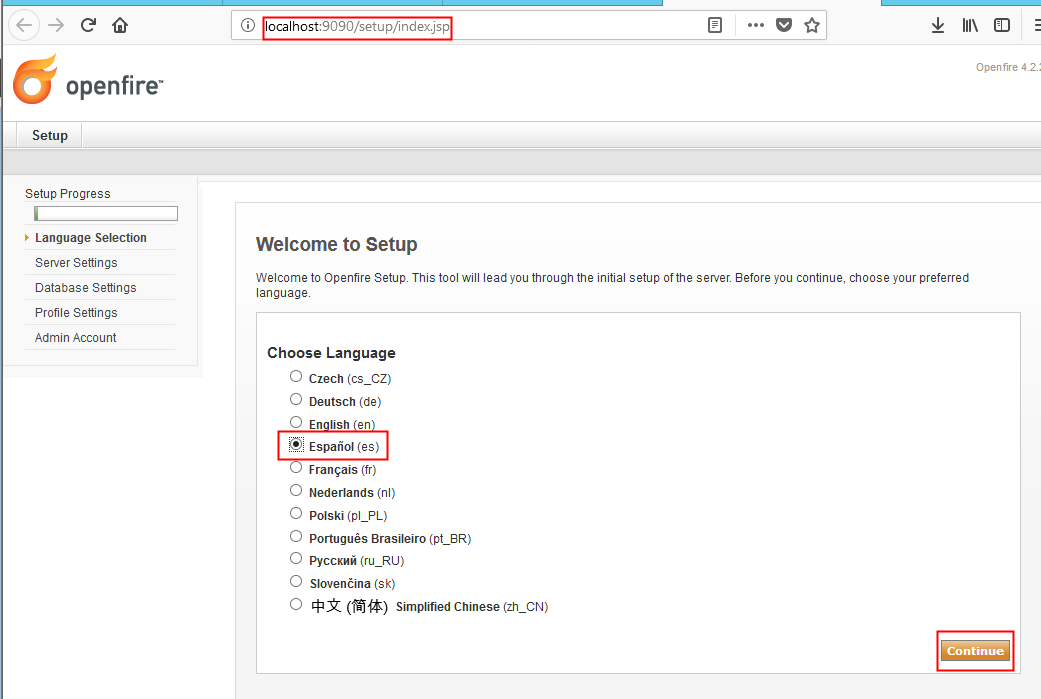 localhost:9090/setup/index.jsp
openfire™
Openfire 4.2.2
Setup
Setup Progress
Language Selection
Server Settings
Database Settings
Profile Settings
Admin Account
Welcome to Setup
Welcome to Openfire Setup. This tool will lead you through the initial setup of the server. Before you continue, choose your preferred
language.
Choose Language
Czech (cs_CZ)
Deutsch (de)
English (en)
Español (es)
Français (fr)
Nederlands (nl)
Polski (pl_PL)
Português Brasileiro (pt_BR)
Русский (ru_RU)
Slovenčina (sk)
中文 (简体) Simplified Chinese (zh_CN)
Continue